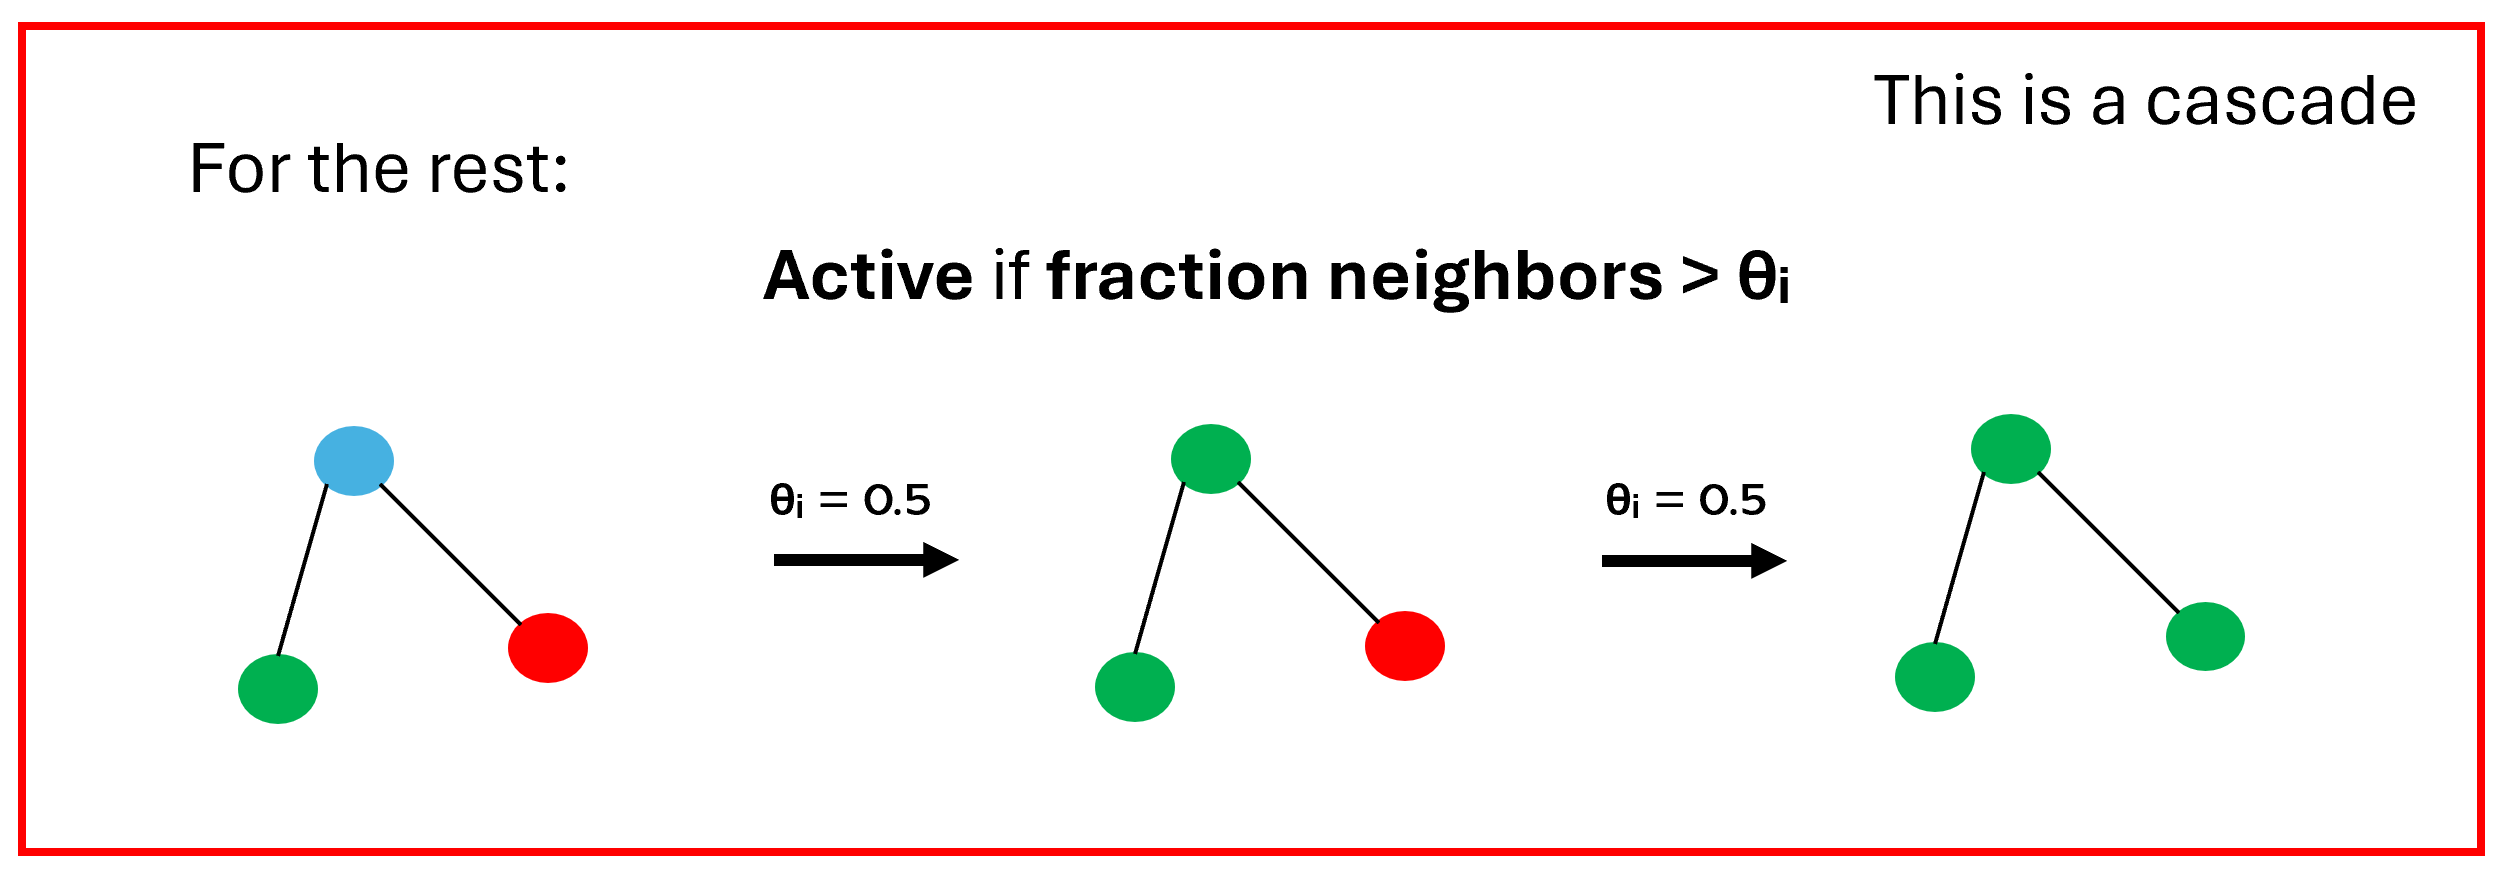 This is a cascade
For the rest:
Active if fraction neighbors > θi
θi = 0.5
θi = 0.5